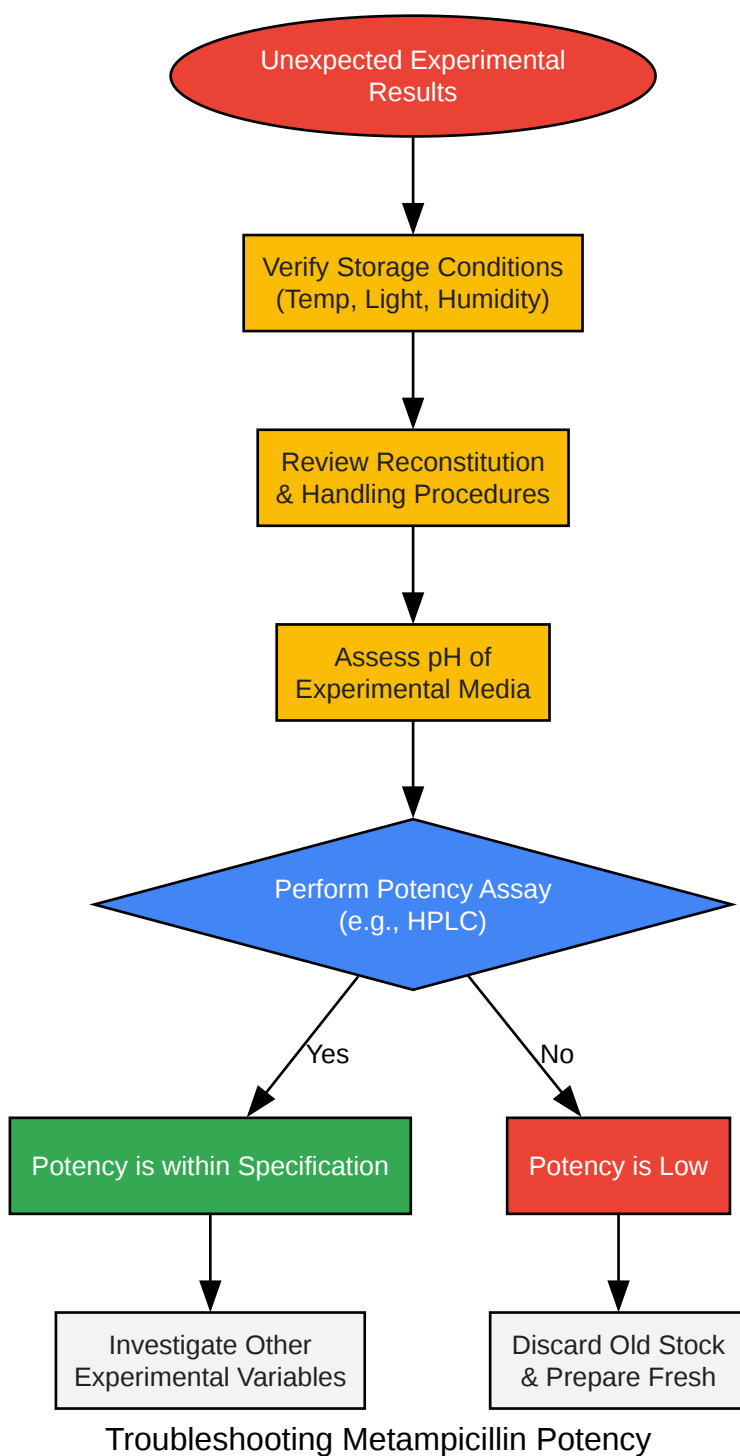 Unexpected Experimental
Results
Verify Storage Conditions
(Temp, Light, Humidity)
Review Reconstitution
& Handling Procedures
Assess pH of
Experimental Media
Perform Potency Assay
(e.g., HPLC)
Yes
No
Potency is within Specification
Potency is Low
Investigate Other
Experimental Variables
Discard Old Stock
& Prepare Fresh
Troubleshooting Metampicillin Potency